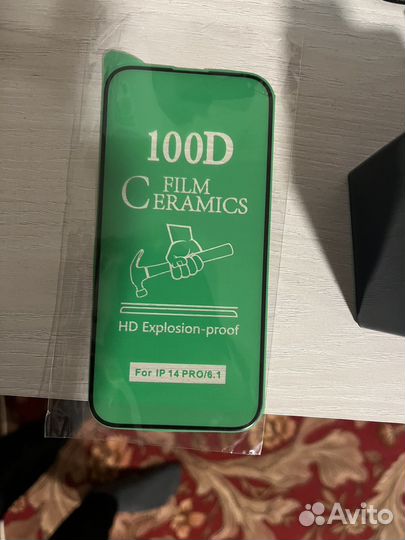 100D
FILM
CERAMICS
HD Explosion-proof
For IP 14 PRO/6.1
Avito